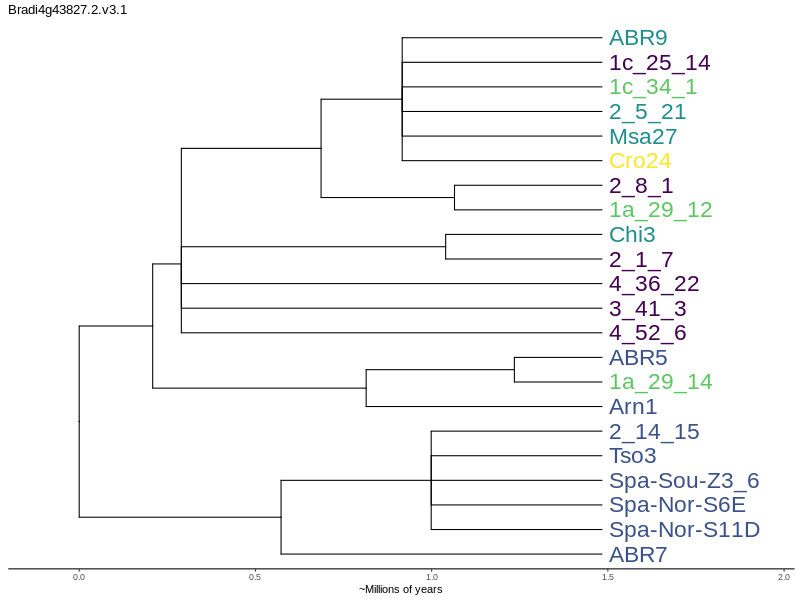 Bradi4g43827.2.v3.1
ABR9
1c_25_14
1c_34_1
2_5_21
Msa27
Cro24
2_8_1
1a_29_12
Chi3
2_1_7
4_36_22
3_41_3
4_52_6
ABR5
1a_29_14
Arn1
2_14_15
Tso3
Spa-Sou-Z3_6
Spa-Nor-S6E
Spa-Nor-S11D
ABR7
0.0 0.5 1.0 1.5 2.0
~Millions of years